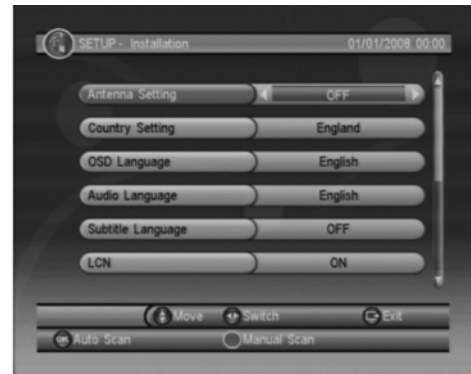 SETUP - Installation 01/01/2008 00:00
Antenna Setting OFF
Country Setting England
OSD Language English
Audio Language English
Subtitle Language OFF
LCN ON
Move Switch Exit
OK Auto Scan Manual Scan